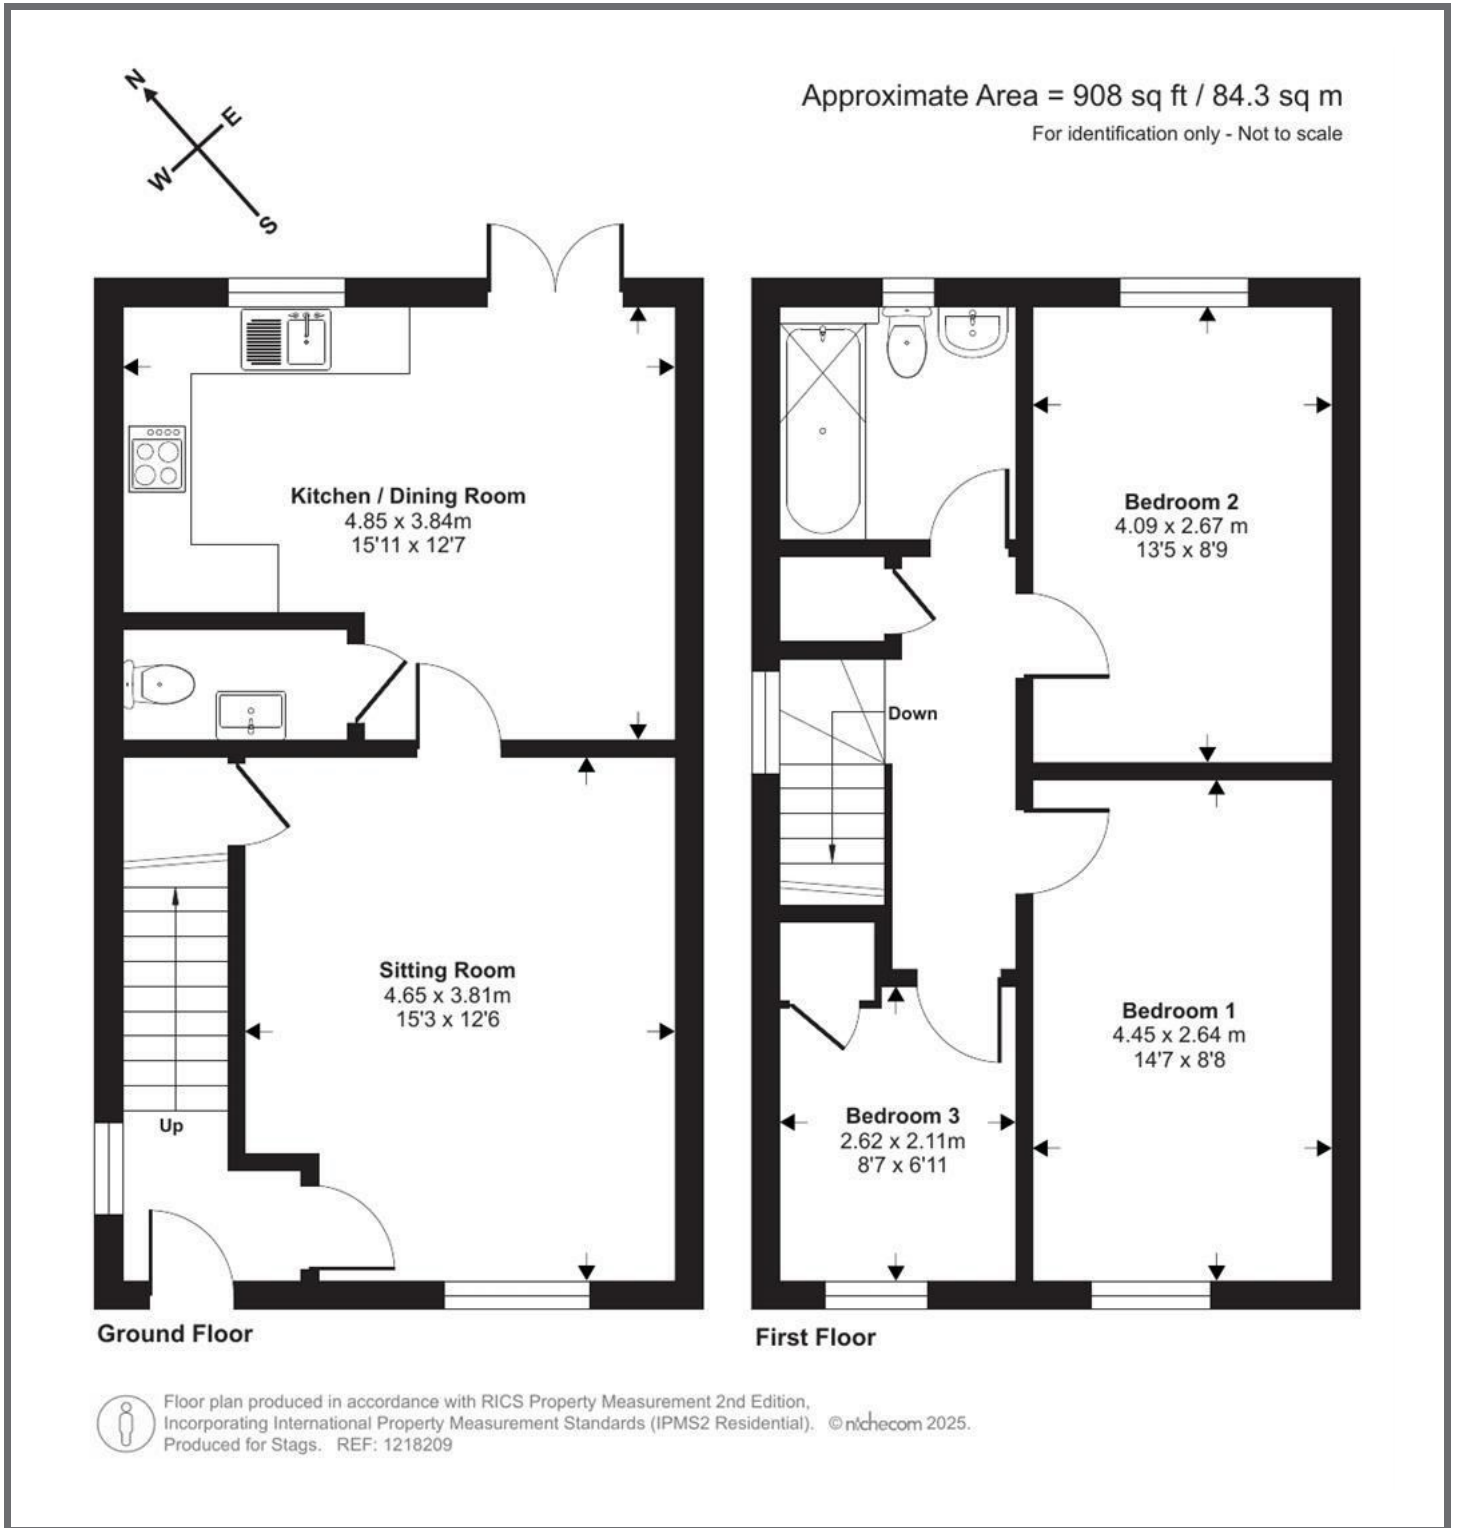 N
E
W
S
Approximate Area = 908 sq ft / 84.3 sq m
For identification only - Not to scale
Kitchen / Dining Room
4.85 x 3.84m
15'11 x 12'7
Sitting Room
4.65 x 3.81m
15'3 x 12'6
Up
Ground Floor
Bedroom 2
4.09 x 2.67 m
13'5 x 8'9
Down
Bedroom 1
4.45 x 2.64 m
14'7 x 8'8
Bedroom 3
2.62 x 2.11m
8'7 x 6'11
First Floor
Floor plan produced in accordance with RICS Property Measurement 2nd Edition,
Incorporating International Property Measurement Standards (IPMS2 Residential). © nichecom 2025.
Produced for Stags. REF: 1218209